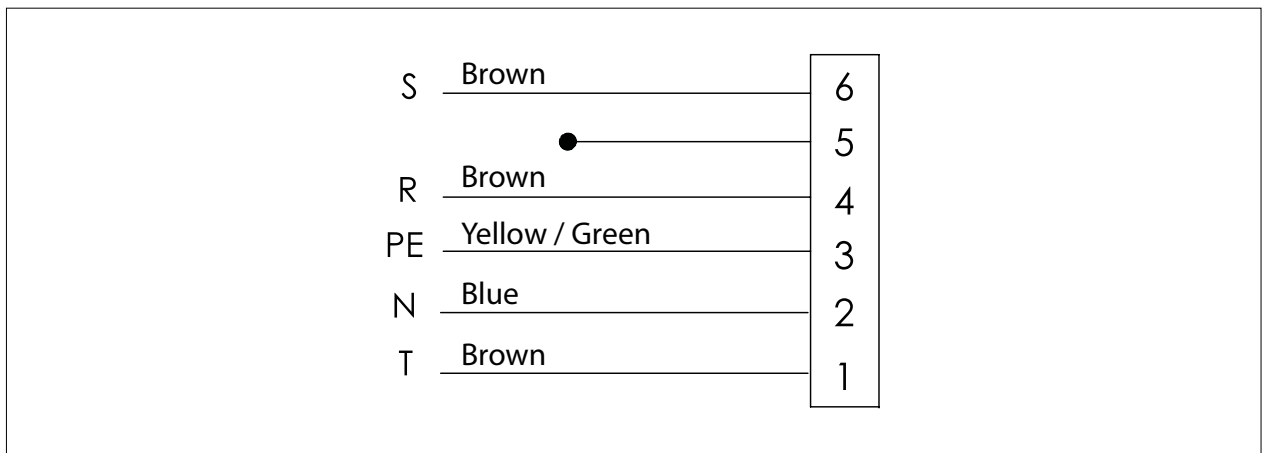 S Brown 6
5
R Brown 4
PE Yellow / Green 3
N Blue 2
T Brown 1